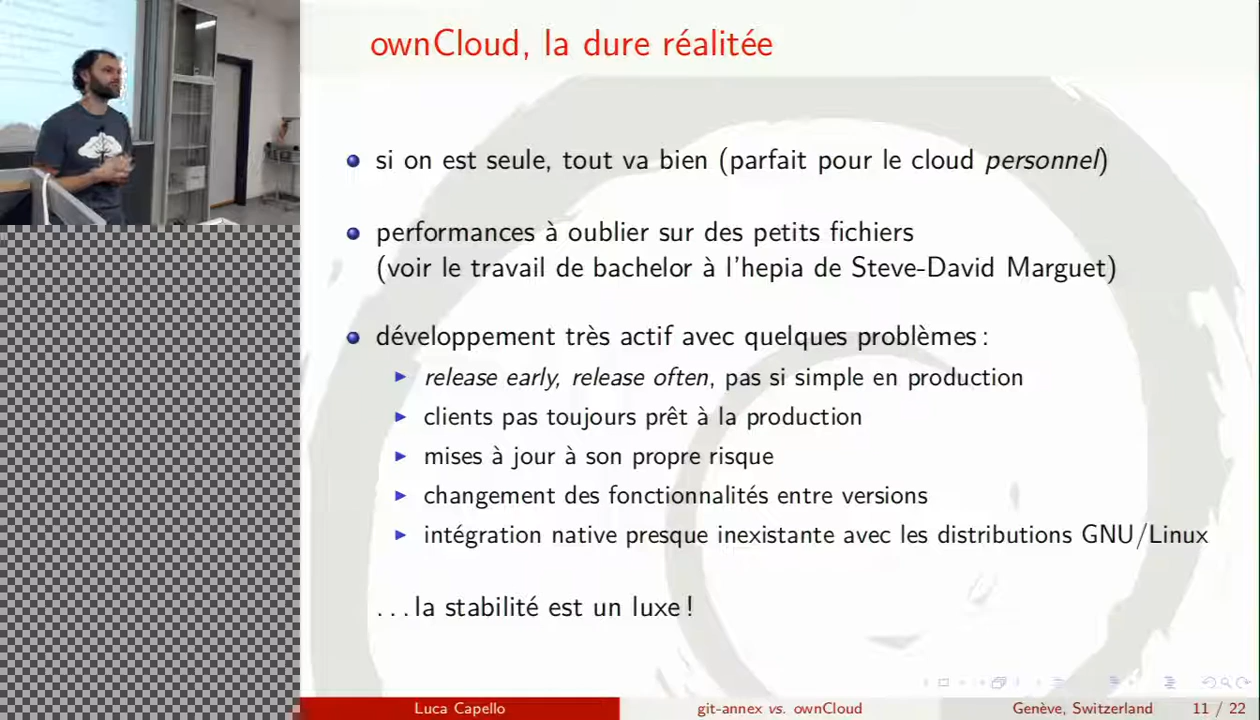 ownCloud, la dure réalitée
si on est seule, tout va bien (parfait pour le cloud personnel)
performances à oublier sur des petits fichiers
(voir le travail de bachelor à l'hepia de Steve-David Marguet)
développement très actif avec quelques problèmes :
release early, release often, pas si simple en production
clients pas toujours prêt à la production
mises à jour à son propre risque
changement des fonctionnalités entre versions
intégration native presque inexistante avec les distributions GNU/Linux
...la stabilité est un luxe !
Luca Capello git-annex vs. ownCloud Genève, Switzerland 11 / 22